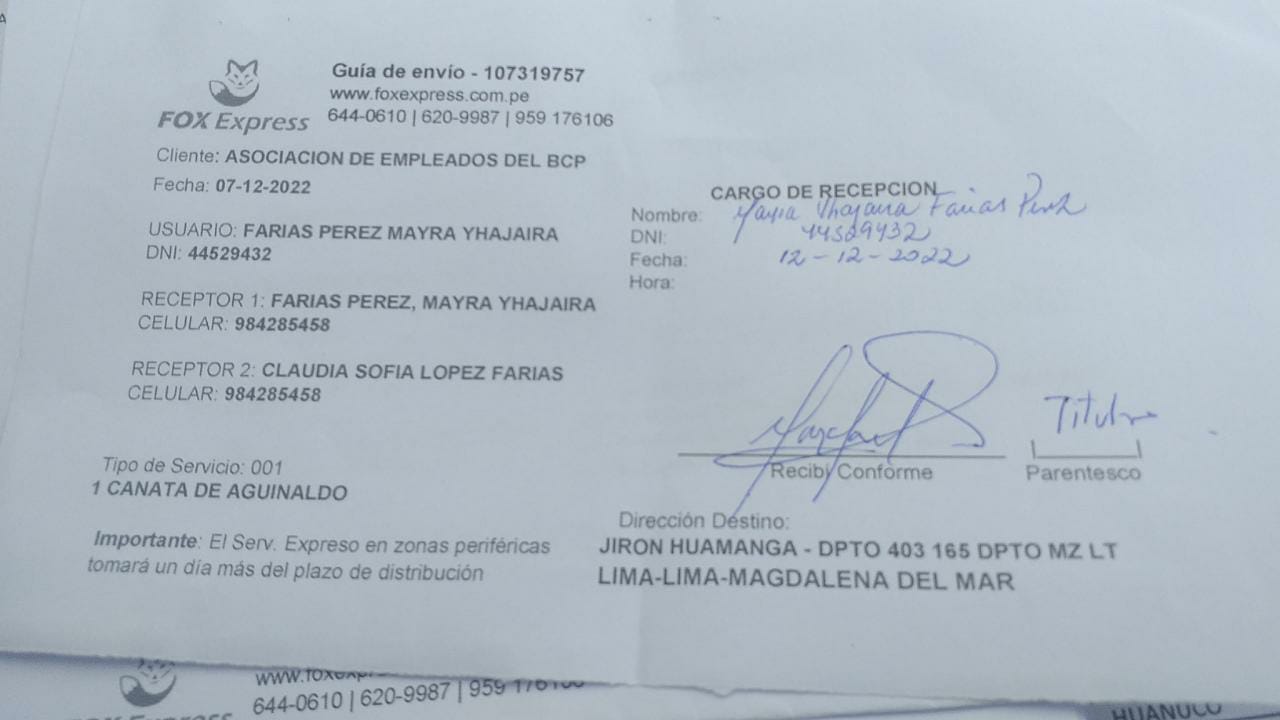 Guía de envío - 107319757
www.foxexpress.com.pe
644-0610 | 620-9987 | 959 176106
FOX Express
Cliente: ASOCIACION DE EMPLEADOS DEL BCP
Fecha: 07-12-2022
USUARIO: FARIAS PEREZ MAYRA YHAJAIRA
DNI: 44529432
RECEPTOR 1: FARIAS PEREZ, MAYRA YHAJAIRA
CELULAR: 984285458
RECEPTOR 2: CLAUDIA SOFIA LOPEZ FARIAS
CELULAR: 984285458
Tipo de Servicio: 001
1 CANATA DE AGUINALDO
Importante: El Serv. Expreso en zonas periféricas
tomará un día más del plazo de distribución
CARGO DE RECEPCION
Nombre: Mayra Yhajaira Farias Perez
DNI: 44529432
Fecha: 12-12-2022
Hora:
Titular
Recibi Conforme
Parentesco
Dirección Destino:
JIRON HUAMANGA - DPTO 403 165 DPTO MZ LT
LIMA-LIMA-MAGDALENA DEL MAR
644-0610 | 620-9987 | 959
FOX Express
HUANUCO